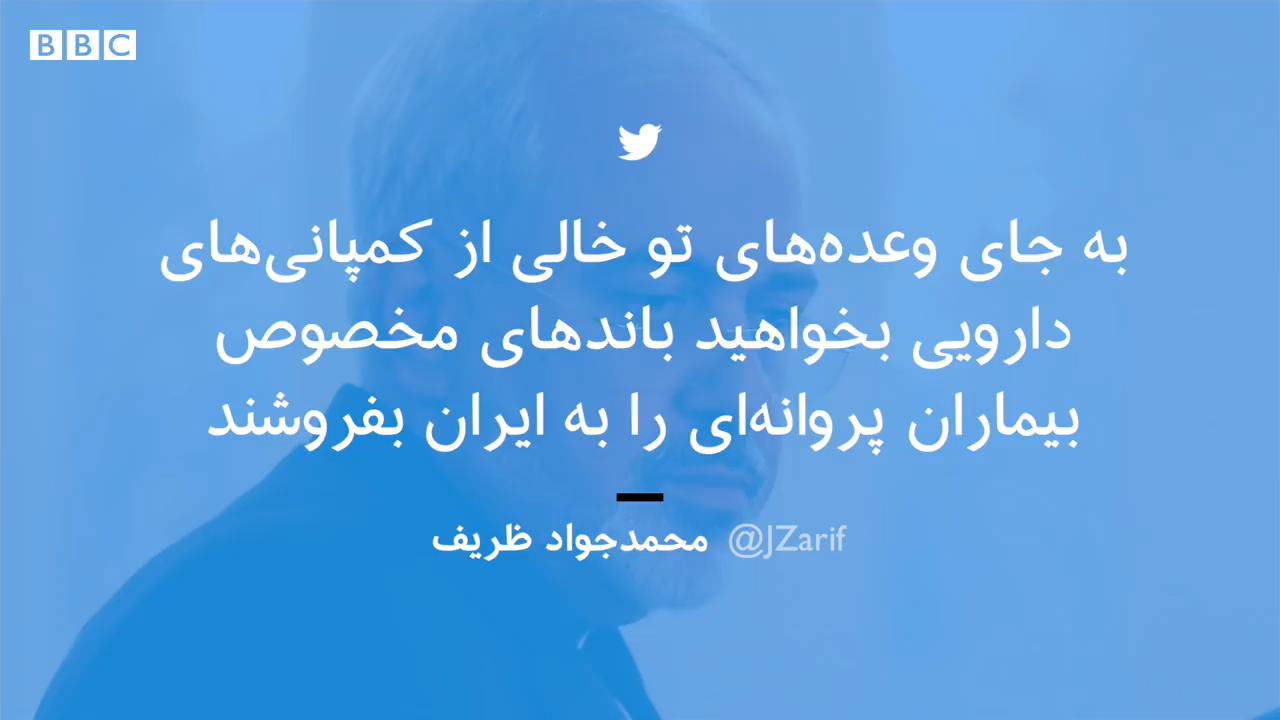 BBC
به جای وعده‌های تو خالی از کمپانی‌های
دارویی بخواهید باندهای مخصوص
بیماران پروانه‌ای را به ایران بفروشند
محمدجواد ظریف @JZarif